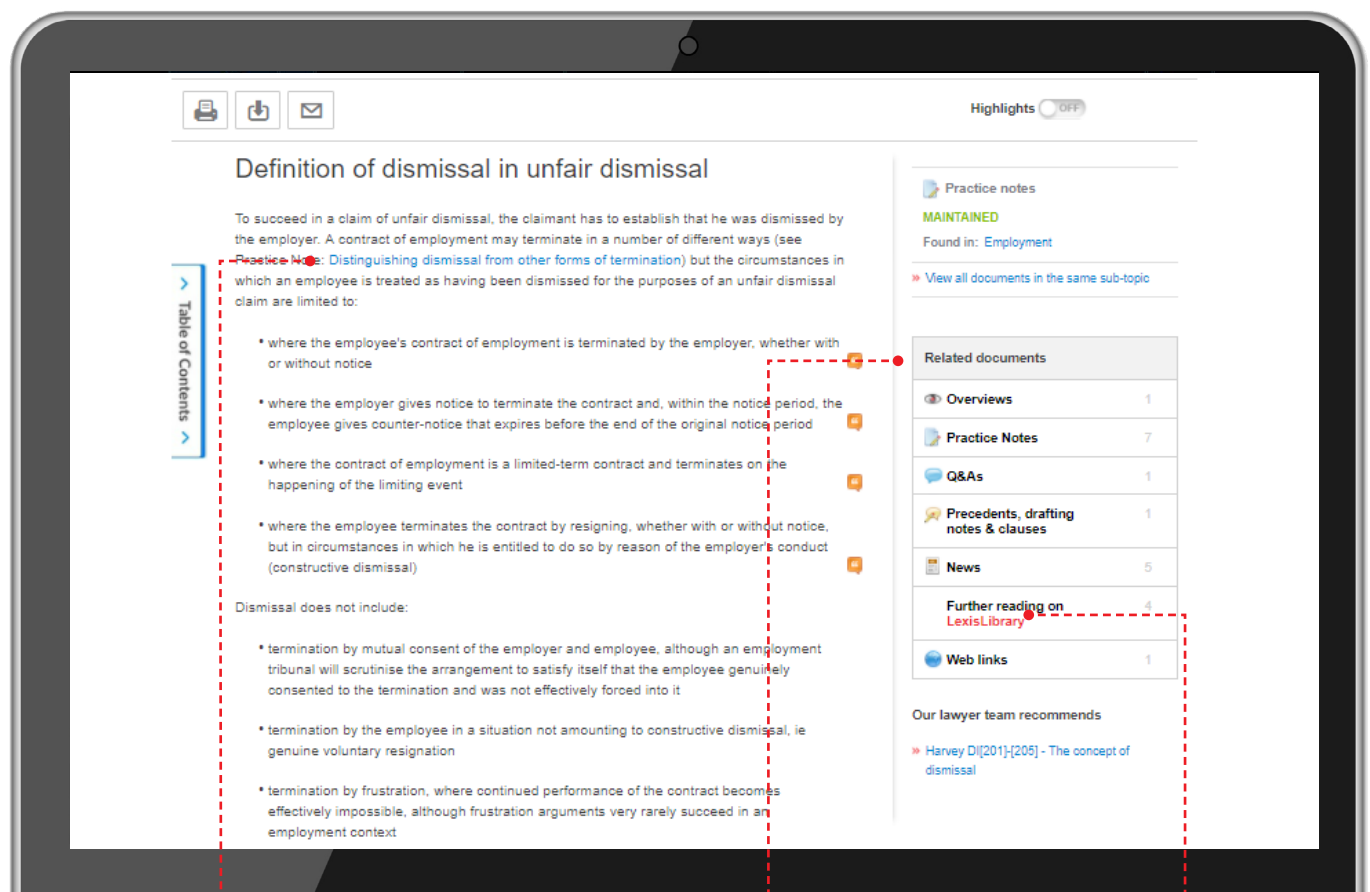 Highlights OFF
Definition of dismissal in unfair dismissal
To succeed in a claim of unfair dismissal, the claimant has to establish that he was dismissed by
the employer. A contract of employment may terminate in a number of different ways (see
Practice Note: Distinguishing dismissal from other forms of termination) but the circumstances in
which an employee is treated as having been dismissed for the purposes of an unfair dismissal
claim are limited to:
• where the employee's contract of employment is terminated by the employer, whether with
or without notice
• where the employer gives notice to terminate the contract and, within the notice period, the
employee gives counter-notice that expires before the end of the original notice period
• where the contract of employment is a limited-term contract and terminates on the
happening of the limiting event
• where the employee terminates the contract by resigning, whether with or without notice,
but in circumstances in which he is entitled to do so by reason of the employer's conduct
(constructive dismissal)
Dismissal does not include:
• termination by mutual consent of the employer and employee, although an employment
tribunal will scrutinise the arrangement to satisfy itself that the employee genuinely
consented to the termination and was not effectively forced into it
• termination by the employee in a situation not amounting to constructive dismissal, ie
genuine voluntary resignation
• termination by frustration, where continued performance of the contract becomes
effectively impossible, although frustration arguments very rarely succeed in an
employment context
Table of Contents
Practice notes
MAINTAINED
Found in: Employment
» View all documents in the same sub-topic
Related documents
Overviews 1
Practice Notes 7
Q&As 1
Precedents, drafting 1
notes & clauses
News 5
Further reading on 4
LexisLibrary
Web links 1
Our lawyer team recommends
» Harvey DI[201]-[205] - The concept of
dismissal